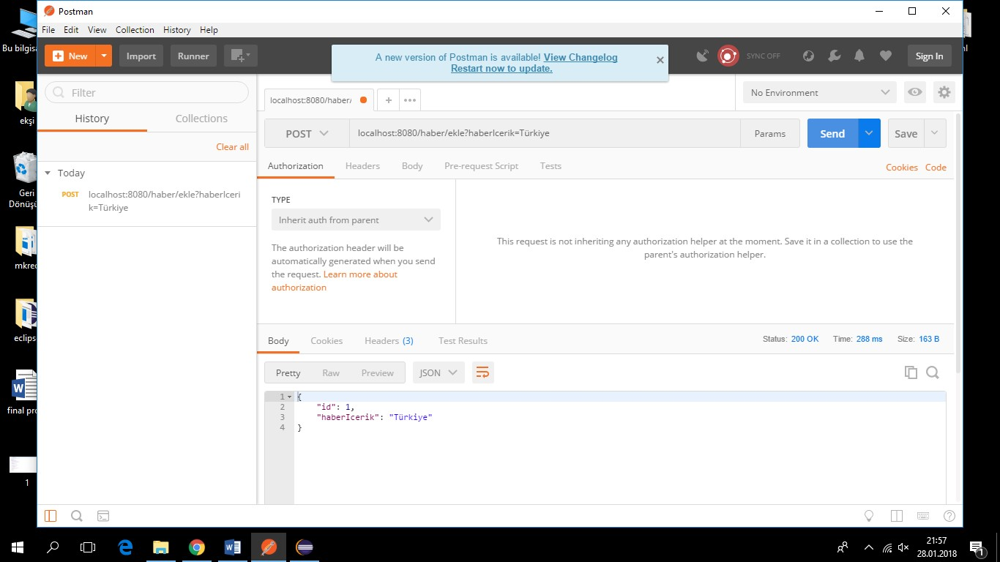 Postman
File Edit View Collection History Help
New Import Runner
A new version of Postman is available! View Changelog
Restart now to update.
SYNC OFF
Sign In
Bu bilgisa
ekşi
Geri
Dönüşü
mkrec
eclips
final pro
1
nl
Filter
History Collections
Clear all
Today
POST localhost:8080/haber/ekle?haberIceri
k=Türkiye
localhost:8080/haber/
+ •••
No Environment
POST localhost:8080/haber/ekle?haberIcerik=Türkiye Params Send Save
Authorization Headers Body Pre-request Script Tests Cookies Code
TYPE
Inherit auth from parent
The authorization header will be
automatically generated when you send
the request. Learn more about
authorization
This request is not inheriting any authorization helper at the moment. Save it in a collection to use the
parent's authorization helper.
Body Cookies Headers (3) Test Results Status: 200 OK Time: 288 ms Size: 163 B
Pretty Raw Preview JSON
1 {
2 "id": 1,
3 "haberIcerik": "Türkiye"
4 }
21:57
28.01.2018
1